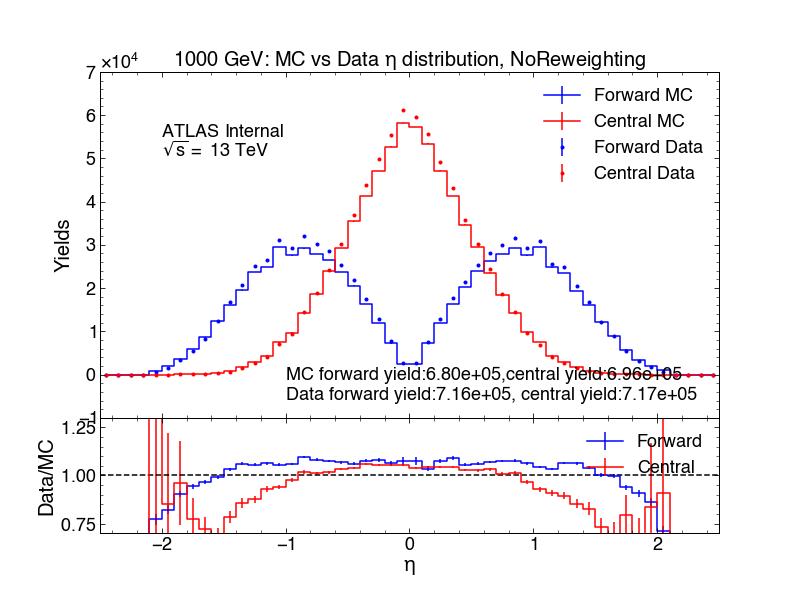 ×10⁴
1000 GeV: MC vs Data η distribution, NoReweighting
7
6
5
4
3
2
1
0
−1
Yields
ATLAS Internal
√s = 13 TeV
Forward MC
Central MC
Forward Data
Central Data
MC forward yield:6.80e+05,central yield:6.96e+05
Data forward yield:7.16e+05, central yield:7.17e+05
1.25
1.00
0.75
Data/MC
Forward
Central
−2 −1 0 1 2
η